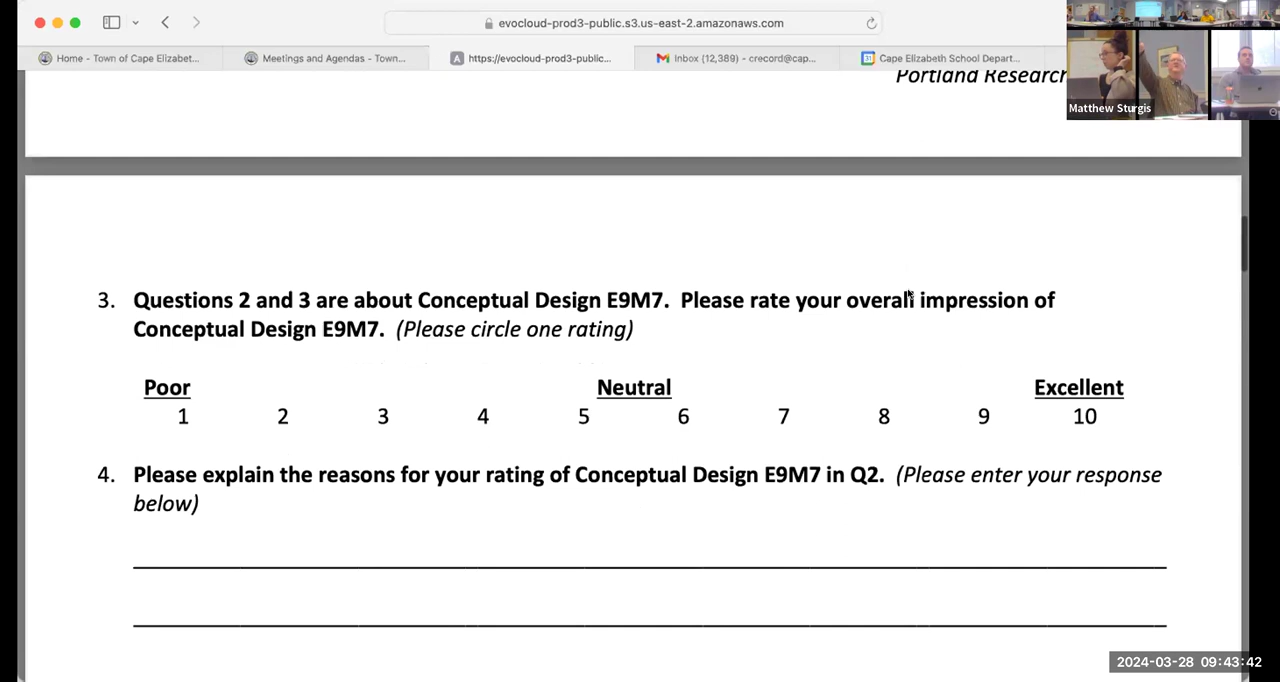 evocloud-prod3-public.s3.us-east-2.amazonaws.com
Home - Town of Cape Elizabet...
Meetings and Agendas - Town...
https://evocloud-prod3-public...
Inbox (12,389) - crecord@cap...
Cape Elizabeth School Depart...
Portland Research
Matthew Sturgis
3. Questions 2 and 3 are about Conceptual Design E9M7. Please rate your overall impression of
Conceptual Design E9M7. (Please circle one rating)
Poor Neutral Excellent
1 2 3 4 5 6 7 8 9 10
4. Please explain the reasons for your rating of Conceptual Design E9M7 in Q2. (Please enter your response
below)
2024-03-28 09:43:42